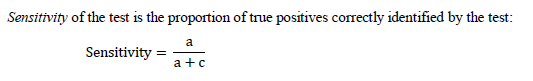 Sensitivity of the test is the proportion of true positives correctly identified by the test:
Sensitivity = a / a + c